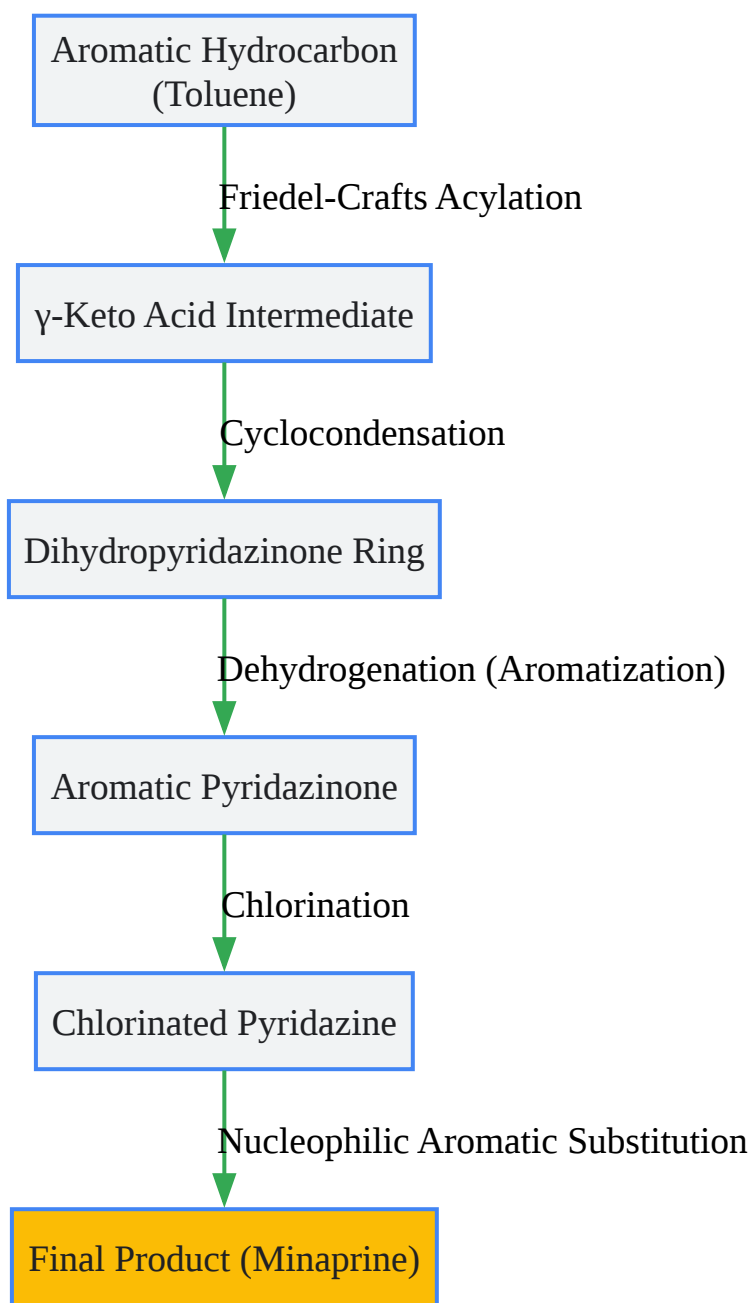 Aromatic Hydrocarbon
(Toluene)
Friedel-Crafts Acylation
γ-Keto Acid Intermediate
Cyclocondensation
Dihydropyridazinone Ring
Dehydrogenation (Aromatization)
Aromatic Pyridazinone
Chlorination
Chlorinated Pyridazine
Nucleophilic Aromatic Substitution
Final Product (Minaprine)